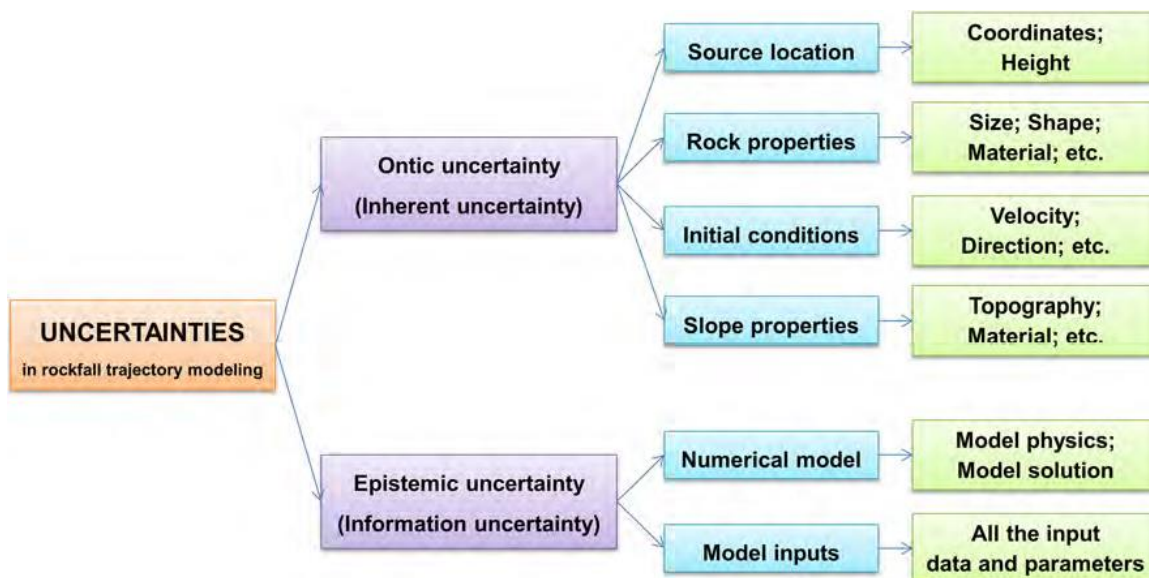 UNCERTAINTIES
in rockfall trajectory modeling
Ontic uncertainty
(Inherent uncertainty)
Source location
Coordinates;
Height
Rock properties
Size; Shape;
Material; etc.
Initial conditions
Velocity;
Direction; etc.
Slope properties
Topography;
Material; etc.
Epistemic uncertainty
(Information uncertainty)
Numerical model
Model physics;
Model solution
Model inputs
All the input
data and parameters